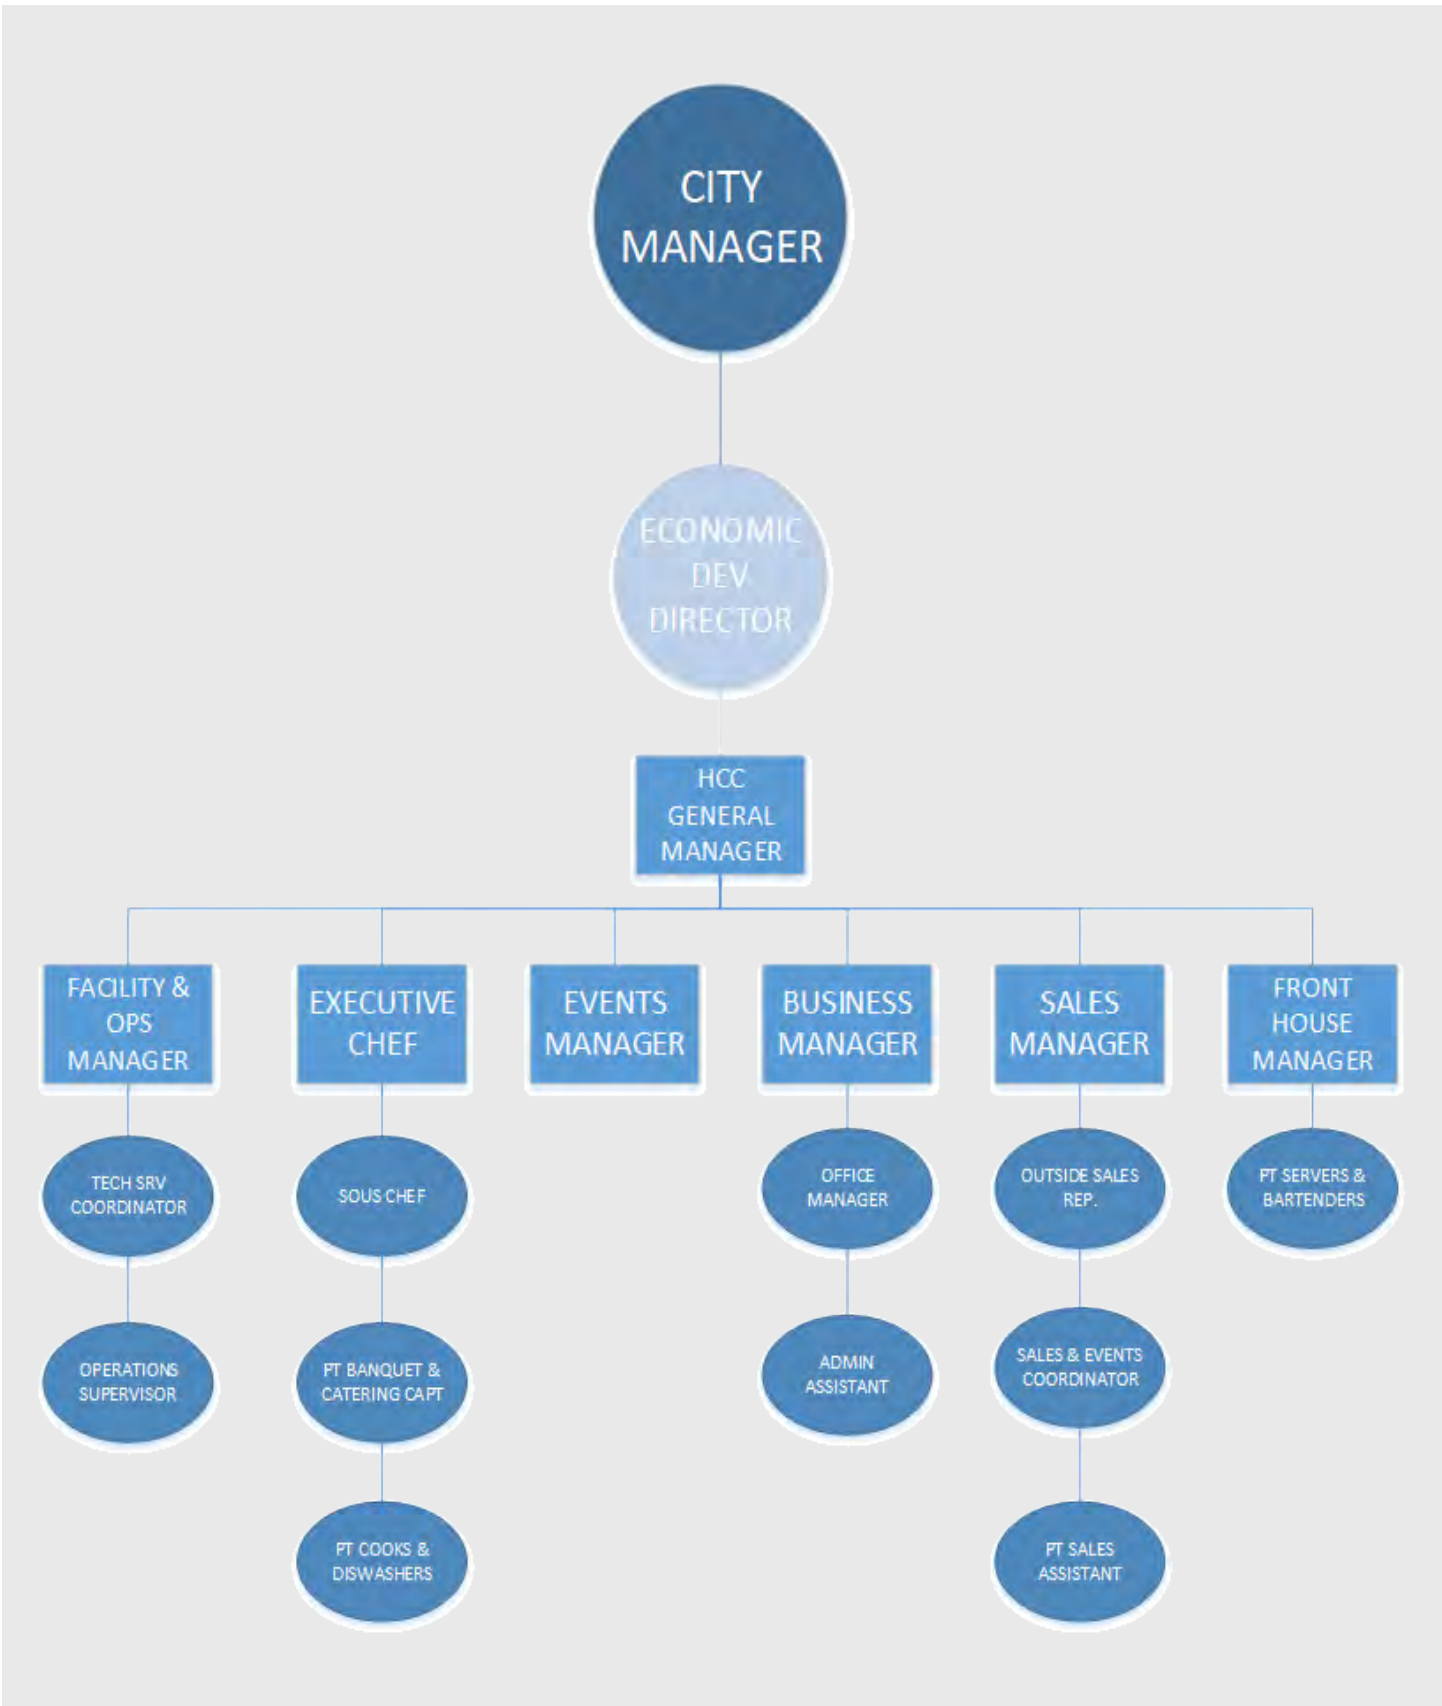 CITY
MANAGER
ECONOMIC
DEV
DIRECTOR
HCC
GENERAL
MANAGER
FACILITY &
OPS
MANAGER
EXECUTIVE
CHEF
EVENTS
MANAGER
BUSINESS
MANAGER
SALES
MANAGER
FRONT
HOUSE
MANAGER
TECH SRV
COORDINATOR
SOUS CHEF
OFFICE
MANAGER
OUTSIDE SALES
REP.
PT SERVERS &
BARTENDERS
OPERATIONS
SUPERVISOR
PT BANQUET &
CATERING CAPT
ADMIN
ASSISTANT
SALES & EVENTS
COORDINATOR
PT COOKS &
DISWASHERS
PT SALES
ASSISTANT